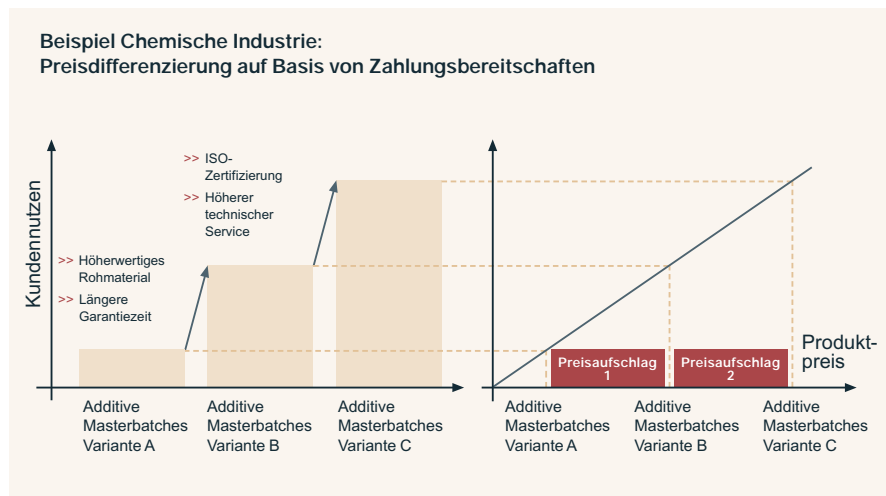 Beispiel Chemische Industrie:
Preisdifferenzierung auf Basis von Zahlungsbereitschaften
Kundennutzen
>> Höherwertiges
Rohmaterial
>> Längere
Garantiezeit
>> ISO-
Zertifizierung
>> Höherer
technischer
Service
Additive
Masterbatches
Variante A
Additive
Masterbatches
Variante B
Additive
Masterbatches
Variante C
Preisaufschlag
1
Preisaufschlag
2
Produkt-
preis
Additive
Masterbatches
Variante A
Additive
Masterbatches
Variante B
Additive
Masterbatches
Variante C